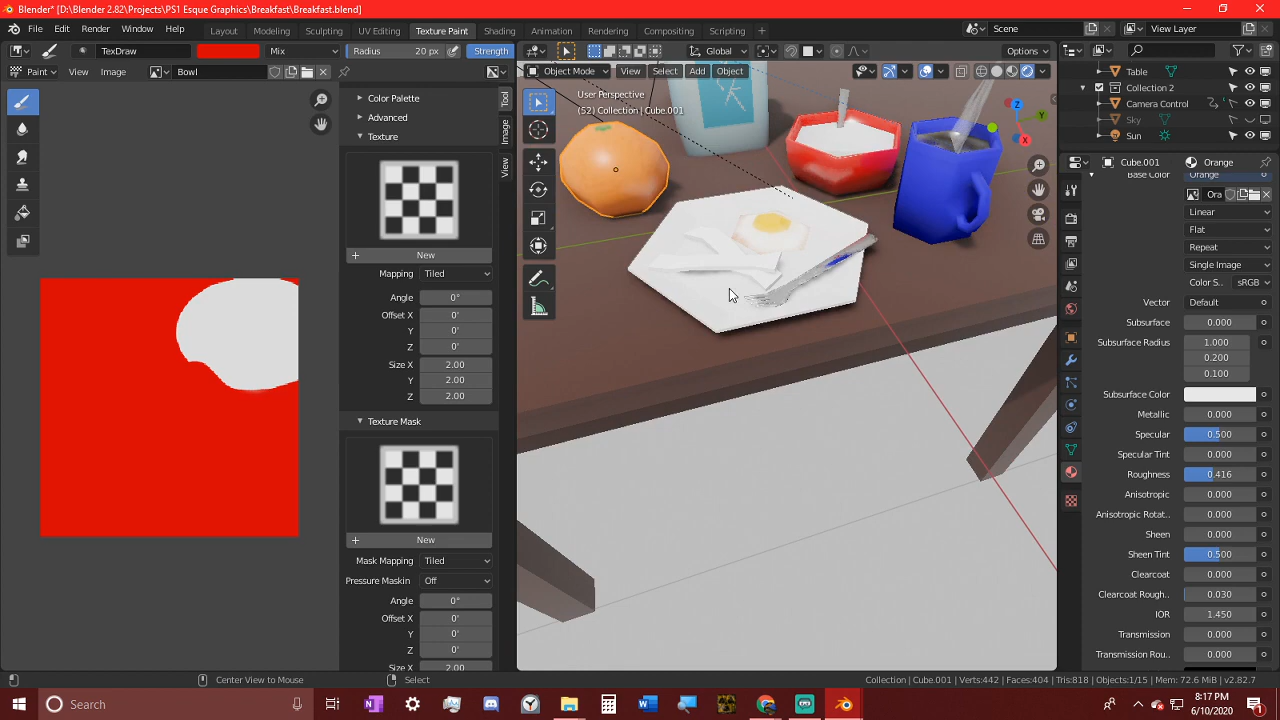 Blender* [D:\Blender 2.82\Projects\PS1 Esque Graphics\Breakfast\Breakfast.blend]
File Edit Render Window Help Layout Modeling Sculpting UV Editing Texture Paint Shading Animation Rendering Compositing Scripting Scene View Layer
TexDraw Mix Radius 20 px Strength Global Options
Paint View Image Bowl Object Mode View Select Add Object
Table
Collection 2
Camera Control
Sky
Sun
User Perspective
(52) Collection | Cube.001
Color Palette
Advanced
Texture
New
Mapping Tiled
Angle 0°
Offset X 0'
Y 0'
Z 0'
Size X 2.00
Y 2.00
Z 2.00
Texture Mask
New
Mask Mapping Tiled
Pressure Maskin Off
Angle 0°
Offset X 0'
Y 0'
Z 0'
Size X 2.00
Tool
Image
View
Z
Y
X
Cube.001 Orange
Base Color Orange
Ora
Linear
Flat
Repeat
Single Image
Color S.. sRGB
Vector Default
Subsurface 0.000
Subsurface Radius 1.000
0.200
0.100
Subsurface Color
Metallic 0.000
Specular 0.500
Specular Tint 0.000
Roughness 0.416
Anisotropic 0.000
Anisotropic Rotat.. 0.000
Sheen 0.000
Sheen Tint 0.500
Clearcoat 0.000
Clearcoat Rough.. 0.030
IOR 1.450
Transmission 0.000
Transmission Rou.. 0.000
Center View to Mouse Select Collection | Cube.001 | Verts:442 | Faces:404 | Tris:818 | Objects:1/15 | Mem: 72.6 MiB | v2.82.7
Search
8:17 PM
6/10/2020